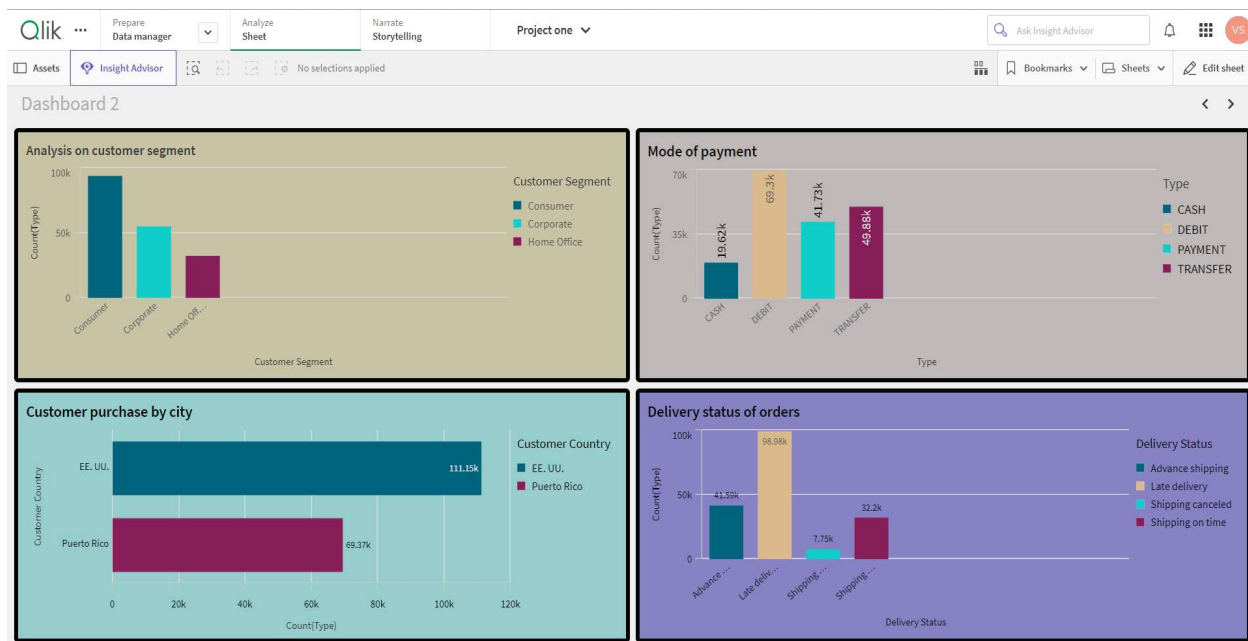 Qlik ... Prepare Analyze Narrate
Data manager Sheet Storytelling Project one Ask Insight Advisor VS
Assets Insight Advisor No selections applied Bookmarks Sheets Edit sheet
Dashboard 2
Analysis on customer segment
100k
50k
0
Count(Type)
Consumer
Corporate
Home Off...
Customer Segment
Customer Segment
Consumer
Corporate
Home Office
Mode of payment
70k
35k
0
Count(Type)
19.62k
69.3k
41.73k
49.88k
CASH
DEBIT
PAYMENT
TRANSFER
Type
Type
CASH
DEBIT
PAYMENT
TRANSFER
Customer purchase by city
Customer Country
0 20k 40k 60k 80k 100k 120k
EE. UU.
111.15k
Puerto Rico
69.37k
0 20k 40k 60k 80k 100k 120k
Count(Type)
Customer Country
EE. UU.
Puerto Rico
Delivery status of orders
100k
50k
0
Count(Type)
41.59k
98.98k
7.75k
32.2k
Advance ...
Late deliv...
Shipping ...
Shipping ...
Delivery Status
Delivery Status
Advance shipping
Late delivery
Shipping canceled
Shipping on time